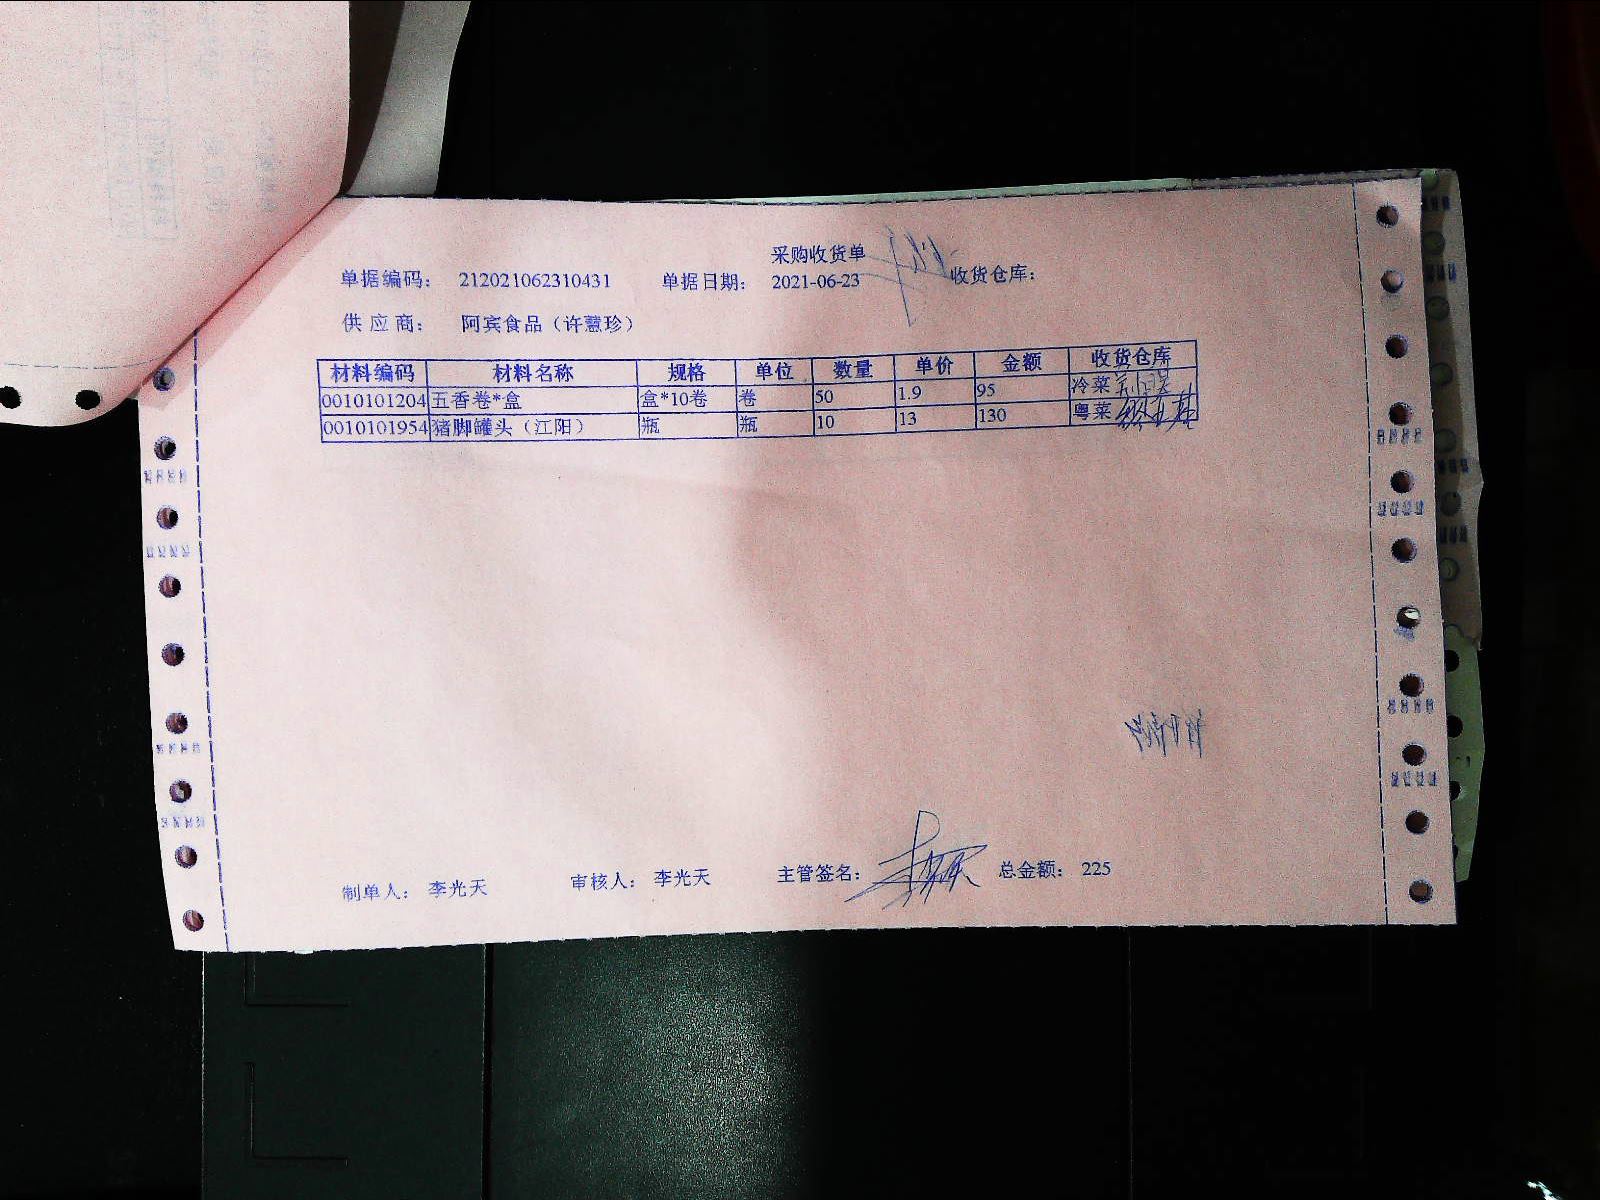 采购收货单
单据编码: 212021062310431 单据日期: 2021-06-23 收货仓库:
供应商: 阿宾食品（许慧珍）
材料编码 材料名称 规格 单位 数量 单价 金额 收货仓库
0010101204 五香卷*盒 盒*10卷 卷 50 1.9 95 冷菜
0010101954 猪脚罐头（江阳） 瓶 瓶 10 13 130 粤菜
制单人: 李光天 审核人: 李光天 主管签名: 总金额: 225